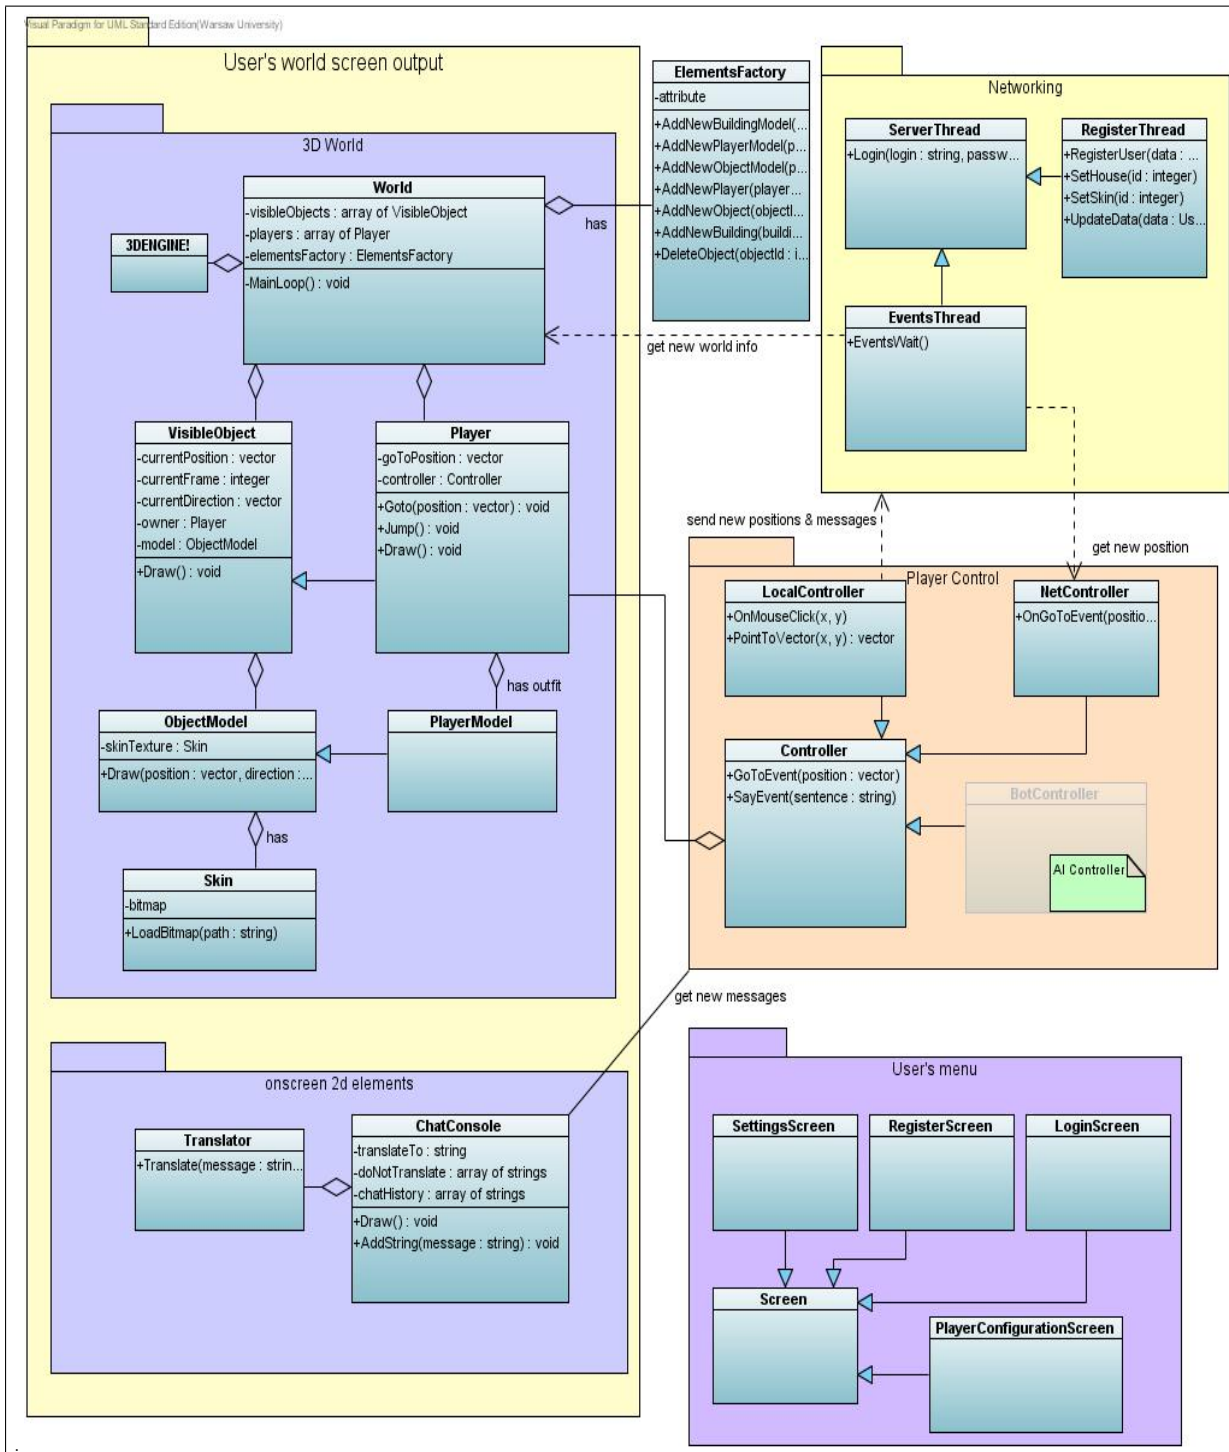 Visual Paradigm for UML Standard Edition(Warsaw University)
User's world screen output
3D World
World
-visibleObjects : array of VisibleObject
-players : array of Player
-elementsFactory : ElementsFactory
-MainLoop() : void
3DENGINE!
has
ElementsFactory
-attribute
+AddNewBuildingModel(...
+AddNewPlayerModel(p...
+AddNewObjectModel(p...
+AddNewPlayer(player...
+AddNewObject(objectI...
+AddNewBuilding(buildi...
+DeleteObject(objectId : i...
Networking
ServerThread
+Login(login : string, passw...
RegisterThread
+RegisterUser(data : ...
+SetHouse(id : integer)
+SetSkin(id : integer)
+UpdateData(data : Us...
EventsThread
+EventsWait()
get new world info
VisibleObject
-currentPosition : vector
-currentFrame : integer
-currentDirection : vector
-owner : Player
-model : ObjectModel
+Draw() : void
Player
-goToPosition : vector
-controller : Controller
+Goto(position : vector) : void
+Jump() : void
+Draw() : void
send new positions & messages
get new position
Player Control
LocalController
+OnMouseClick(x, y)
+PointToVector(x, y) : vector
NetController
+OnGoToEvent(positio...
has outfit
ObjectModel
-skinTexture : Skin
+Draw(position : vector, direction :...
PlayerModel
Controller
+GoToEvent(position : vector)
+SayEvent(sentence : string)
BotController
AI Controller
has
Skin
-bitmap
+LoadBitmap(path : string)
get new messages
onscreen 2d elements
Translator
+Translate(message : strin...
ChatConsole
-translateTo : string
-doNotTranslate : array of strings
-chatHistory : array of strings
+Draw() : void
+AddString(message : string) : void
User's menu
SettingsScreen
RegisterScreen
LoginScreen
Screen
PlayerConfigurationScreen